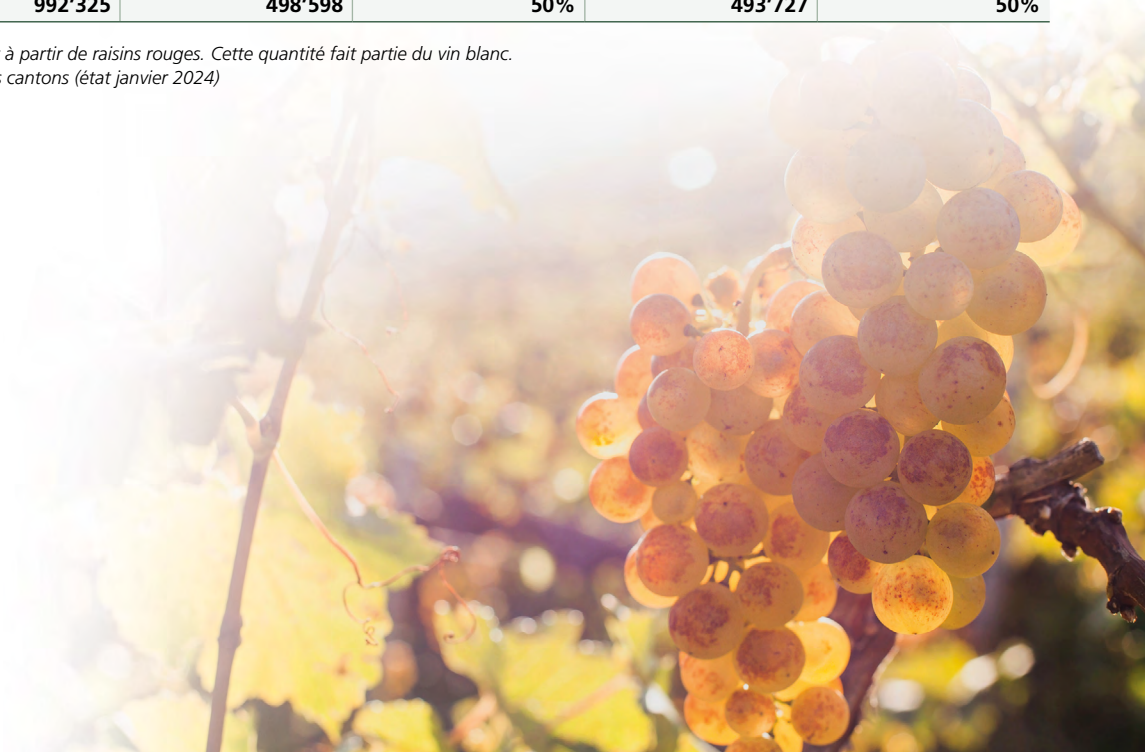 992’325 498’598 50% 493’727 50%
à partir de raisins rouges. Cette quantité fait partie du vin blanc.
cantons (état janvier 2024)